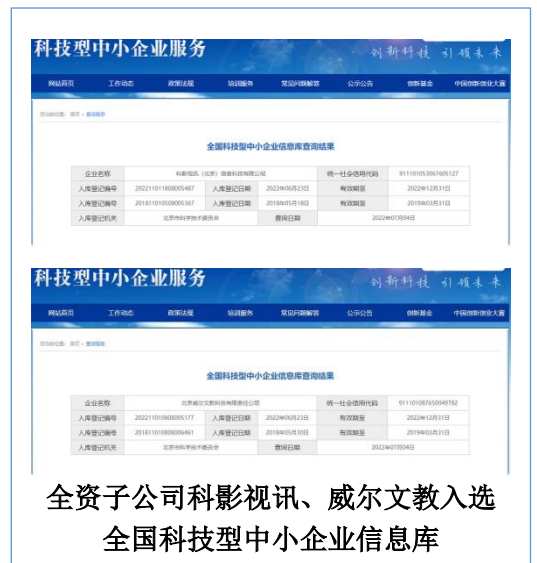 科技型中小企业服务
创新科技 引领未来
网站首页 工作动态 政策法规 培训服务 常见问题解答 公示公告 创新基金 中国创新创业大赛
首页 >
全国科技型中小企业信息库查询结果
企业名称 科影视讯(北京)信息科技有限公司 统一社会信用代码 911101053067605127
入库登记编号 202211011808005487 入库登记日期 2022年06月23日 有效期至 2022年12月31日
入库登记编号 201811010508005367 入库登记日期 2018年05月18日 有效期至 2019年03月31日
入库登记机关 北京市科学技术委员会 查询日期 2022年07月04日
科技型中小企业服务
创新科技 引领未来
网站首页 工作动态 政策法规 培训服务 常见问题解答 公示公告 创新基金 中国创新创业大赛
首页 >
全国科技型中小企业信息库查询结果
企业名称 北京威尔文教科技有限责任公司 统一社会信用代码 911101087650049782
入库登记编号 202211010808005177 入库登记日期 2022年06月23日 有效期至 2022年12月31日
入库登记编号 201811010808006461 入库登记日期 2018年05月30日 有效期至 2019年03月31日
入库登记机关 北京市科学技术委员会 查询日期 2022年07月04日
全资子公司科影视讯、威尔文教入选
全国科技型中小企业信息库